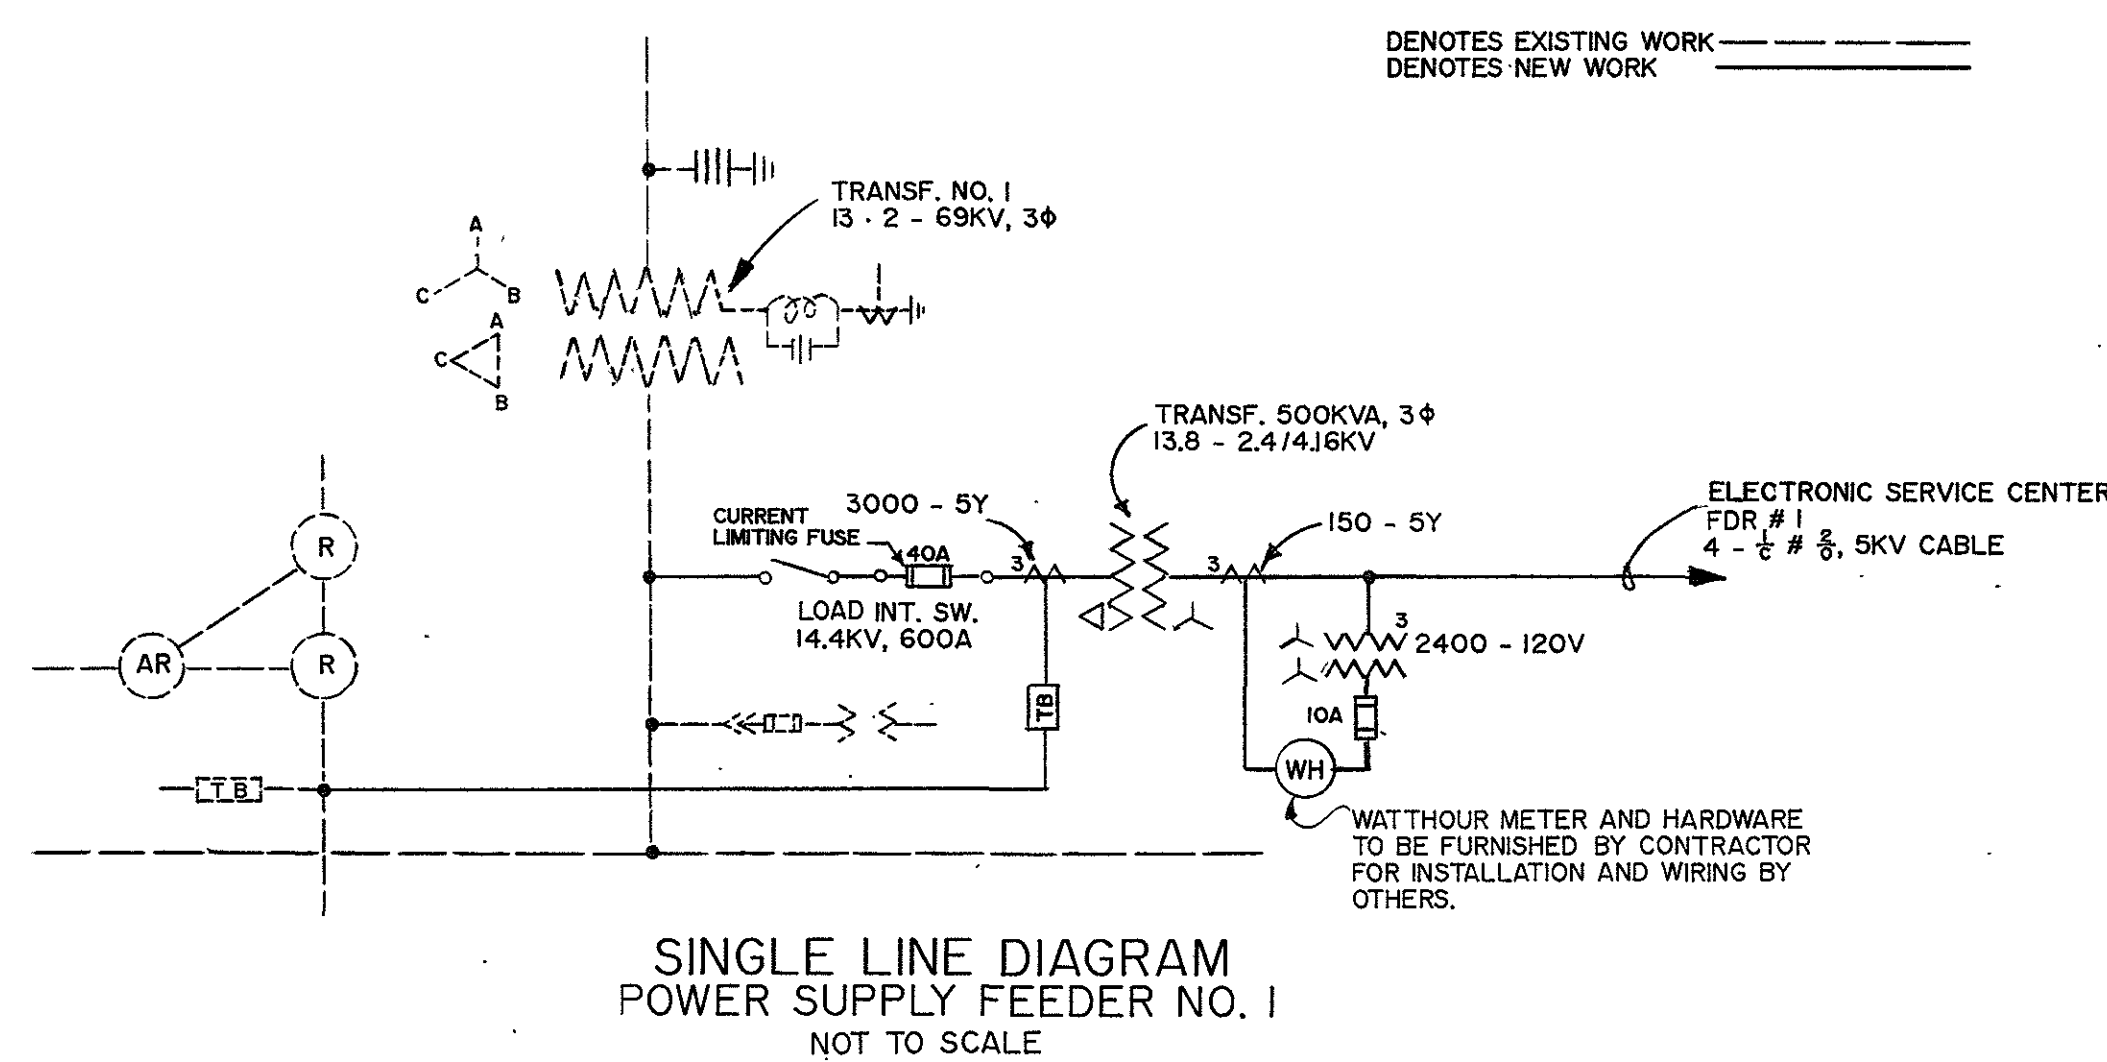 DENOTES EXISTING WORK
DENOTES NEW WORK
TRANSF. NO. 1
13.2 - 69KV, 3Φ
A
C
B
A
C
B
TRANSF. 500KVA, 3Φ
13.8 - 2.4/4.16KV
3000 - 5Y
CURRENT
LIMITING FUSE
40A
3
150 - 5Y
3
ELECTRONIC SERVICE CENTER
FDR # 1
4 - 1/C # 2/0, 5KV CABLE
LOAD INT. SW.
14.4KV, 600A
R
AR
R
3
2400 - 120V
TB
10A
WH
TB
WATTHOUR METER AND HARDWARE
TO BE FURNISHED BY CONTRACTOR
FOR INSTALLATION AND WIRING BY
OTHERS.
SINGLE LINE DIAGRAM
POWER SUPPLY FEEDER NO. 1
NOT TO SCALE